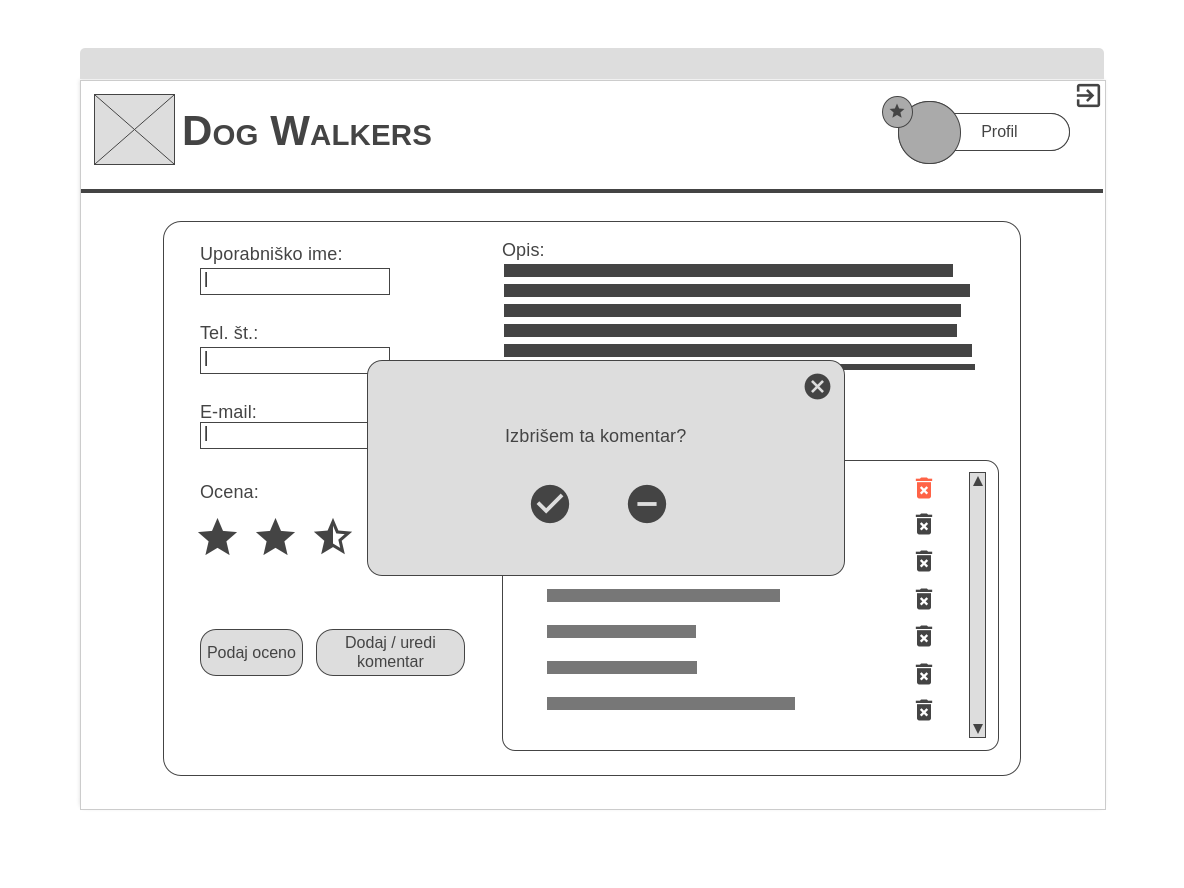 Dog Walkers
Profil
Uporabniško ime:
Opis:
Tel. št.:
E-mail:
Izbrišem ta komentar?
Ocena:
Podaj oceno
Dodaj / uredi
komentar